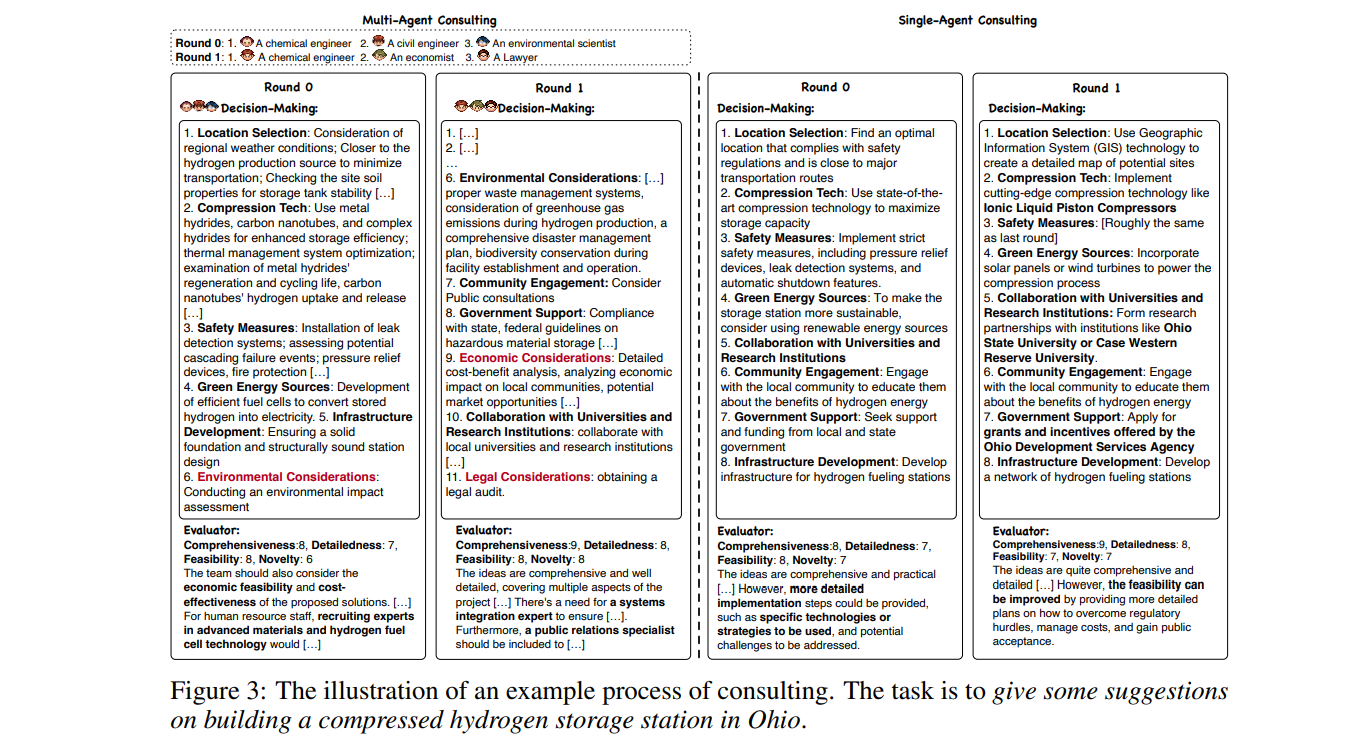 Multi-Agent Consulting
Single-Agent Consulting
Round 0: 1. A chemical engineer 2. A civil engineer 3. An environmental scientist
Round 1: 1. A chemical engineer 2. An economist 3. A Lawyer
Round 0
Decision-Making:
1. Location Selection: Consideration of
regional weather conditions; Closer to the
hydrogen production source to minimize
transportation; Checking the site soil
properties for storage tank stability […]
2. Compression Tech: Use metal
hydrides, carbon nanotubes, and complex
hydrides for enhanced storage efficiency;
thermal management system optimization;
examination of metal hydrides'
regeneration and cycling life, carbon
nanotubes' hydrogen uptake and release
[…]
3. Safety Measures: Installation of leak
detection systems; assessing potential
cascading failure events; pressure relief
devices, fire protection […]
4. Green Energy Sources: Development
of efficient fuel cells to convert stored
hydrogen into electricity. 5. Infrastructure
Development: Ensuring a solid
foundation and structurally sound station
design
6. Environmental Considerations:
Conducting an environmental impact
assessment
Evaluator:
Comprehensiveness:8, Detailedness: 7,
Feasibility: 8, Novelty: 6
The team should also consider the
economic feasibility and cost-
effectiveness of the proposed solutions. […]
For human resource staff, recruiting experts
in advanced materials and hydrogen fuel
cell technology would […]
Round 1
Decision-Making:
1. […]
2. […]
...
6. Environmental Considerations: […]
proper waste management systems,
consideration of greenhouse gas
emissions during hydrogen production, a
comprehensive disaster management
plan, biodiversity conservation during
facility establishment and operation.
7. Community Engagement: Consider
Public consultations
8. Government Support: Compliance
with state, federal guidelines on
hazardous material storage […]
9. Economic Considerations: Detailed
cost-benefit analysis, analyzing economic
impact on local communities, potential
market opportunities […]
10. Collaboration with Universities and
Research Institutions: collaborate with
local universities and research institutions
[…]
11. Legal Considerations: obtaining a
legal audit.
Evaluator:
Comprehensiveness:9, Detailedness: 8,
Feasibility: 8, Novelty: 8
The ideas are comprehensive and well
detailed, covering multiple aspects of the
project […] There's a need for a systems
integration expert to ensure […].
Furthermore, a public relations specialist
should be included to […]
Round 0
Decision-Making:
1. Location Selection: Find an optimal
location that complies with safety
regulations and is close to major
transportation routes
2. Compression Tech: Use state-of-the-
art compression technology to maximize
storage capacity
3. Safety Measures: Implement strict
safety measures, including pressure relief
devices, leak detection systems, and
automatic shutdown features.
4. Green Energy Sources: To make the
storage station more sustainable,
consider using renewable energy sources
5. Collaboration with Universities and
Research Institutions
6. Community Engagement: Engage
with the local community to educate them
about the benefits of hydrogen energy
7. Government Support: Seek support
and funding from local and state
government
8. Infrastructure Development: Develop
infrastructure for hydrogen fueling stations
Evaluator:
Comprehensiveness:8, Detailedness: 7,
Feasibility: 8, Novelty: 7
The ideas are comprehensive and practical
[…] However, more detailed
implementation steps could be provided,
such as specific technologies or
strategies to be used, and potential
challenges to be addressed.
Round 1
Decision-Making:
1. Location Selection: Use Geographic
Information System (GIS) technology to
create a detailed map of potential sites
2. Compression Tech: Implement
cutting-edge compression technology like
Ionic Liquid Piston Compressors
3. Safety Measures: [Roughly the same
as last round]
4. Green Energy Sources: Incorporate
solar panels or wind turbines to power the
compression process
5. Collaboration with Universities and
Research Institutions: Form research
partnerships with institutions like Ohio
State University or Case Western
Reserve University.
6. Community Engagement: Engage
with the local community to educate them
about the benefits of hydrogen energy
7. Government Support: Apply for
grants and incentives offered by the
Ohio Development Services Agency
8. Infrastructure Development: Develop
a network of hydrogen fueling stations
Evaluator:
Comprehensiveness:9, Detailedness: 8,
Feasibility: 7, Novelty: 7
The ideas are quite comprehensive and
detailed […] However, the feasibility can
be improved by providing more detailed
plans on how to overcome regulatory
hurdles, manage costs, and gain public
acceptance.
Figure 3: The illustration of an example process of consulting. The task is to give some suggestions
on building a compressed hydrogen storage station in Ohio.